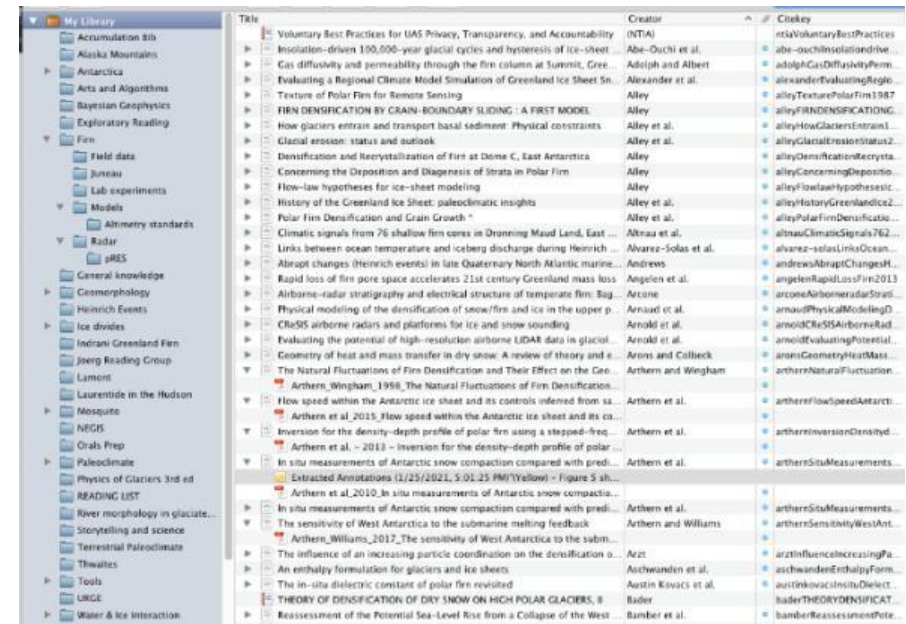 My Library
Accumulation Bib
Alaska Mountains
Antarctica
Arts and Algorithms
Bayesian Geophysics
Exploratory Reading
Firn
Field data
Juneau
Lab experiments
Models
Altimetry standards
Radar
pRES
General knowledge
Geomorphology
Heinrich Events
Ice divides
Indrani Greenland Firn
Joerg Reading Group
Lamont
Laurentide in the Hudson
Mosquito
NEGIS
Orals Prep
Paleoclimate
Physics of Glaciers 3rd ed
READING LIST
River morphology in glaciate...
Storytelling and science
Terrestrial Paleoclimate
Thwaites
Tools
URGE
Water & Ice Interaction
Title Creator Citekey
Voluntary Best Practices for UAS Privacy, Transparency, and Accountability (NTIA) ntiaVoluntaryBestPractices
Insolation-driven 100,000-year glacial cycles and hysteresis of ice-sheet ... Abe-Ouchi et al. abe-ouchiInsolationdrive...
Gas diffusivity and permeability through the firn column at Summit, Gree... Adolph and Albert adolphGasDiffusivityPerm...
Evaluating a Regional Climate Model Simulation of Greenland Ice Sheet Sn... Alexander et al. alexanderEvaluatingRegio...
Texture of Polar Firn for Remote Sensing Alley alleyTexturePolarFirn1987
FIRN DENSIFICATION BY GRAIN-BOUNDARY SLIDING : A FIRST MODEL Alley alleyFIRNDENSIFICATIONG...
How glaciers entrain and transport basal sediment: Physical constraints Alley et al. alleyHowGlaciersEntrain1...
Glacial erosion: status and outlook Alley et al. alleyGlacialErosionStatus2...
Densification and Recrystallization of Firn at Dome C, East Antarctica Alley alleyDensificationRecrysta...
Concerning the Deposition and Diagenesis of Strata in Polar Firn Alley alleyConcerningDepositio...
Flow-law hypotheses for ice-sheet modeling Alley alleyFlowlawHypothesesIc...
History of the Greenland Ice Sheet: paleoclimatic insights Alley et al. alleyHistoryGreenlandIce2...
Polar Firn Densification and Grain Growth * Alley et al. alleyPolarFirnDensificatio...
Climatic signals from 76 shallow firn cores in Dronning Maud Land, East ... Altnau et al. altnauClimaticSignals762...
Links between ocean temperature and iceberg discharge during Heinrich ... Alvarez-Solas et al. alvarez-solasLinksOcean...
Abrupt changes (Heinrich events) in late Quaternary North Atlantic marine... Andrews andrewsAbruptChangesH...
Rapid loss of firn pore space accelerates 21st century Greenland mass loss Angelen et al. angelenRapidLossFirn2013
Airborne-radar stratigraphy and electrical structure of temperate firn: Bag... Arcone arconeAirborneradarStrati...
Physical modeling of the densification of snow/firn and ice in the upper p... Arnaud et al. arnaudPhysicalModelingD...
CReSIS airborne radars and platforms for ice and snow sounding Arnold et al. arnoldCReSISAirborneRad...
Evaluating the potential of high-resolution airborne LiDAR data in glaciol... Arnold et al. arnoldEvaluatingPotential...
Geometry of heat and mass transfer in dry snow: A review of theory and e... Arons and Colbeck aronsGeometryHeatMass...
The Natural Fluctuations of Firn Densification and Their Effect on the Geo... Arthern and Wingham arthernNaturalFluctuation...
Arthern_Wingham_1998_The Natural Fluctuations of Firn Densification...
Flow speed within the Antarctic ice sheet and its controls inferred from sa... Arthern et al. arthernFlowSpeedAntarcti...
Arthern et al_2015_Flow speed within the Antarctic ice sheet and its co...
Inversion for the density-depth profile of polar firn using a stepped-freq... Arthern et al. arthernInversionDensityd...
Arthern et al. - 2013 - Inversion for the density-depth profile of polar ...
In situ measurements of Antarctic snow compaction compared with predi... Arthern et al. arthernSituMeasurements...
Extracted Annotations (1/25/2021, 5:01:25 PM)"(Yellow) - Figure 5 sh...
Arthern et al_2010_In situ measurements of Antarctic snow compactio...
In situ measurements of Antarctic snow compaction compared with predi... Arthern et al. arthernSituMeasurements...
The sensitivity of West Antarctica to the submarine melting feedback Arthern and Williams arthernSensitivityWestAnt...
Arthern_Williams_2017_The sensitivity of West Antarctica to the subm...
The influence of an increasing particle coordination on the densification o... Arzt arztInfluenceIncreasingPa...
An enthalpy formulation for glaciers and ice sheets Aschwanden et al. aschwandenEnthalpyForm...
The in-situ dielectric constant of polar firn revisited Austin Kovacs et al. austinkovacsInsituDielect...
THEORY OF DENSIFICATION OF DRY SNOW ON HIGH POLAR GLACIERS, II Bader baderTHEORYDENSIFICAT...
Reassessment of the Potential Sea-Level Rise from a Collapse of the West ... Bamber et al. bamberReassessmentPote...